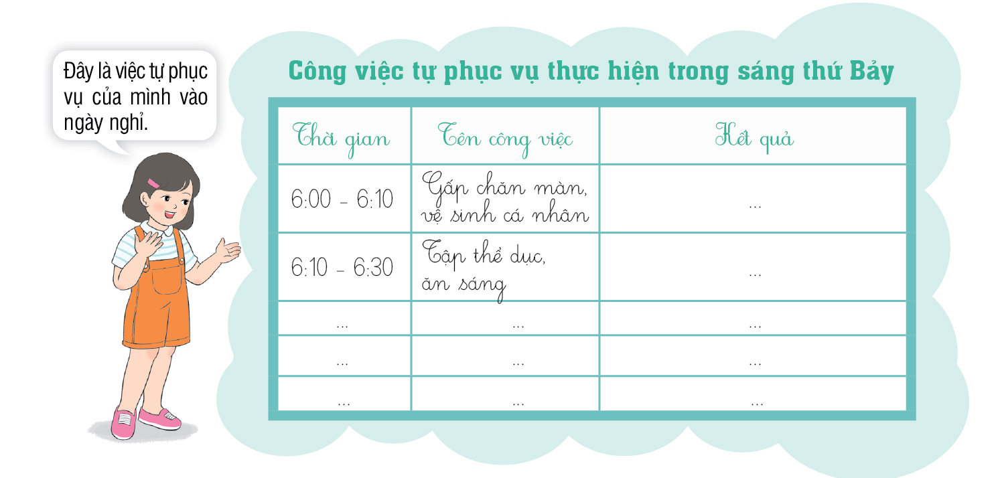 Đây là việc tự phục
vụ của mình vào
ngày nghỉ.
Công việc tự phục vụ thực hiện trong sáng thứ Bảy
Thời gian Tên công việc Kết quả
6:00 – 6:10 Gấp chăn màn, ...
vệ sinh cá nhân
6:10 – 6:30 Tập thể dục, ...
ăn sáng
... ... ...
... ... ...
... ... ...